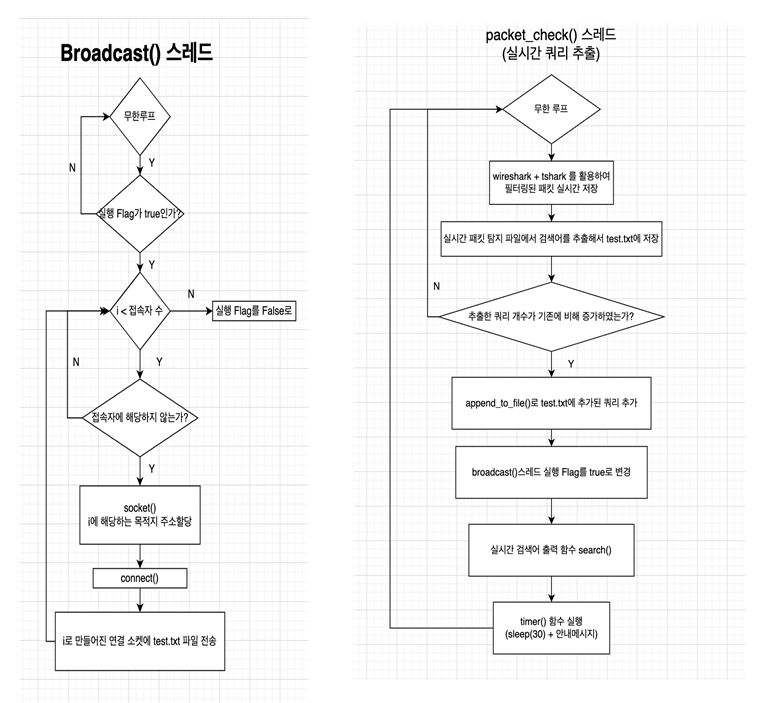 Broadcast() 스레드
무한루프
N
Y
실행 Flag가 true인가?
Y
i < 접속자 수
N
실행 Flag를 False로
N
Y
접속자에 해당하지 않는가?
Y
socket()
i에 해당하는 목적지 주소할당
connect()
i로 만들어진 연결 소켓에 test.txt 파일 전송
packet_check() 스레드
(실시간 쿼리 추출)
무한 루프
wireshark + tshark 를 활용하여
필터링된 패킷 실시간 저장
실시간 패킷 탐지 파일에서 검색어를 추출해서 test.txt에 저장
N
추출한 쿼리 개수가 기존에 비해 증가하였는가?
Y
append_to_file()로 test.txt에 추가된 쿼리 추가
broadcast()스레드 실행 Flag를 true로 변경
실시간 검색어 출력 함수 search()
timer() 함수 실행
(sleep(30) + 안내메시지)